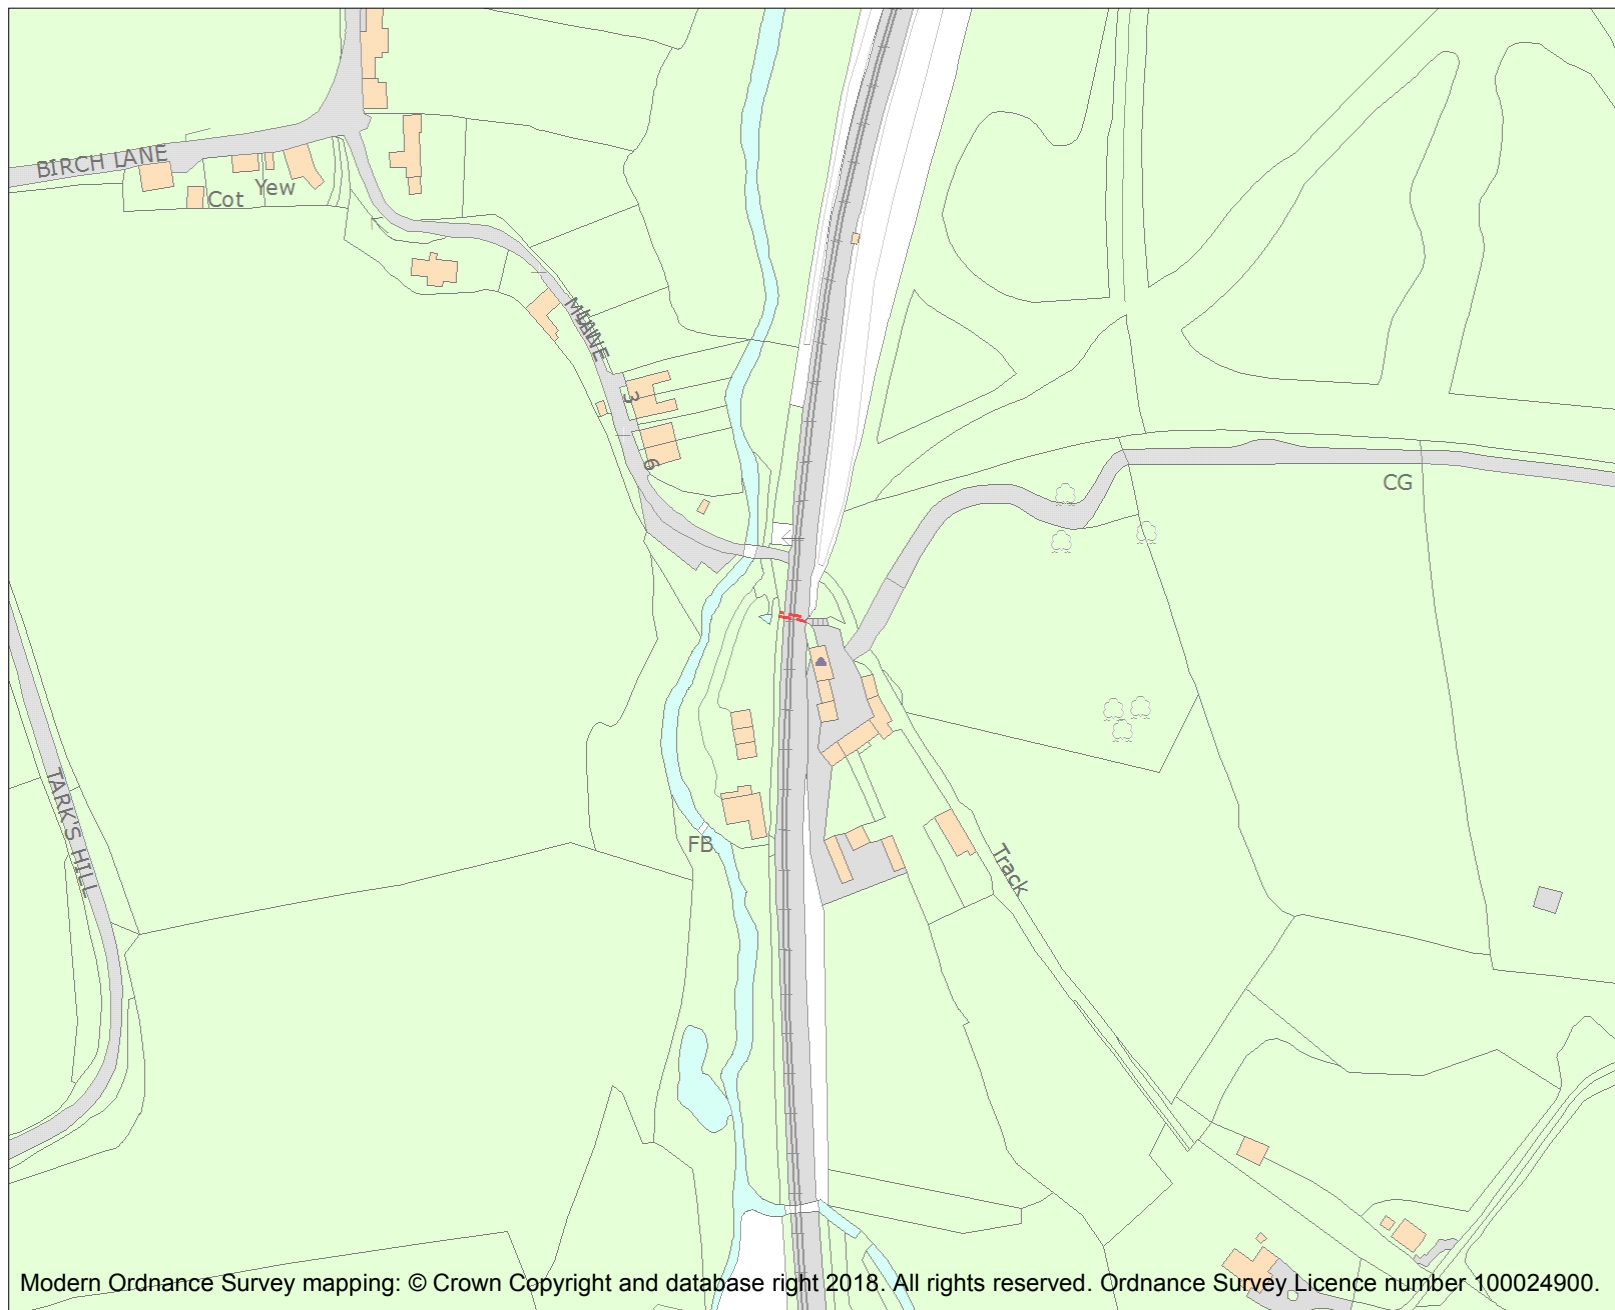 BIRCH LANE
Cot
Yew
LANE
3
6
CG
TARK'S HILL
FB
Track
Modern Ordnance Survey mapping: © Crown Copyright and database right 2018. All rights reserved. Ordnance Survey Licence number 100024900.